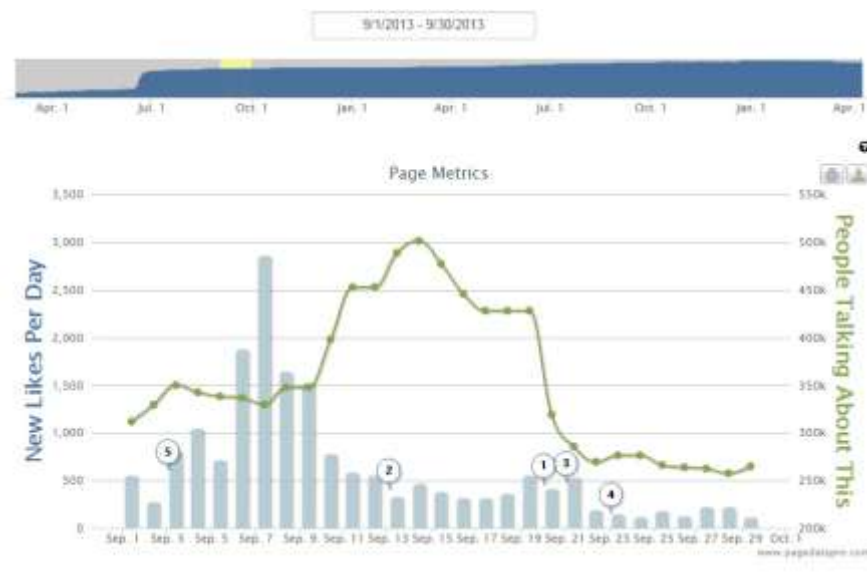 9/1/2013 - 9/30/2013
Apr. 1 Jul. 1 Oct. 1 Jan. 1 Apr. 1 Jul. 1 Oct. 1 Jan. 1 Apr. 1
Page Metrics
3,500 550k
3,000 500k
2,500 450k
2,000 400k
1,500 350k
1,000 300k
500 250k
0 200k
New Likes Per Day
People Talking About This
5 2 1 3 4
Sep. 1 Sep. 3 Sep. 5 Sep. 7 Sep. 9 Sep. 11 Sep. 13 Sep. 15 Sep. 17 Sep. 19 Sep. 21 Sep. 23 Sep. 25 Sep. 27 Sep. 29 Oct. 1